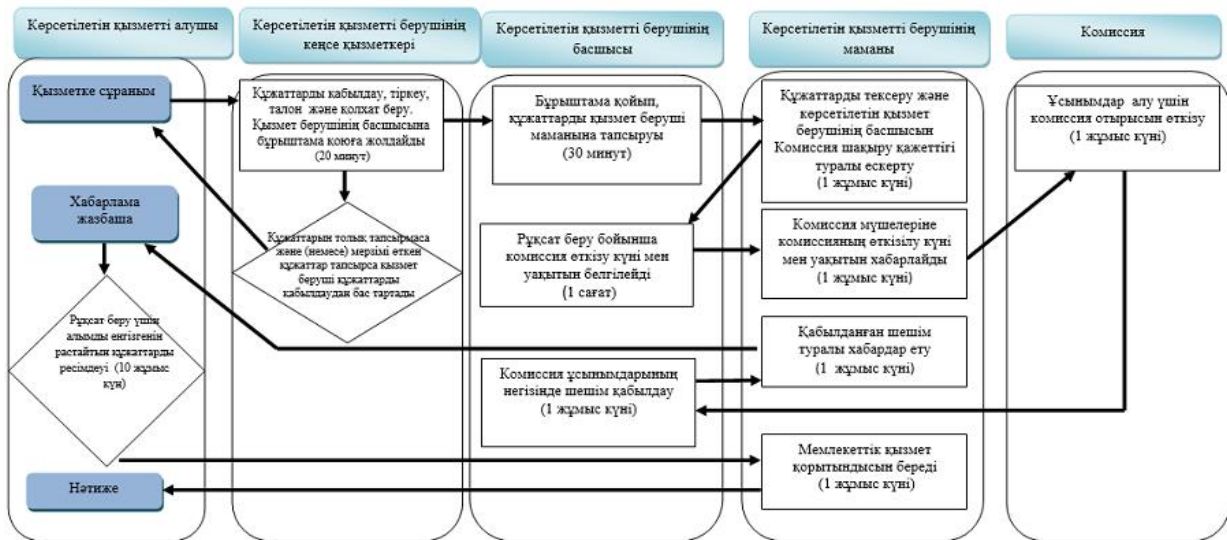 Көрсетілетін қызметті алушы
Көрсетілетін қызметті берушінің
кеңсе қызметкері
Көрсетілетін қызметті берушінің
басшысы
Көрсетілетін қызметті берушінің
маманы
Комиссия
Қызметке сұраным
Құжаттарды қабылдау, тіркеу,
талон және қолхат беру.
Қызмет берушінің басшысына
бұрыштама қоюға жолдайды
(20 минут)
Бұрыштама қойып,
құжаттарды қызмет беруші
маманына тапсыруы
(30 минут)
Құжаттарды тексеру және
көрсетілетін қызмет
берушінің басшысын
Комиссия шақыру қажеттігі
туралы ескерту
(1 жұмыс күні)
Ұсынымдар алу үшін
комиссия отырысын өткізу
(1 жұмыс күні)
Хабарлама
жазбаша
Құжаттарын толық тапсырмаса
және (немесе) мерзімі өткен
құжаттар тапсырса қызмет
беруші құжаттарды
қабылдаудан бас тартады
Рұқсат беру бойынша
комиссия өткізу күні мен
уақытын белгілейді
(1 сағат)
Комиссия мүшелеріне
комиссияның өткізілу күні
мен уақытын хабарлайды
(1 жұмыс күні)
Рұқсат беру үшін
алымды енгізгенін
растайтын құжаттарды
ресімдеуі (10 жұмыс
күн)
Қабылданған шешім
туралы хабардар ету
(1 жұмыс күні)
Комиссия ұсынымдарының
негізінде шешім қабылдау
(1 жұмыс күні)
Мемлекеттік қызмет
қорытындысын береді
(1 жұмыс күні)
Нәтиже